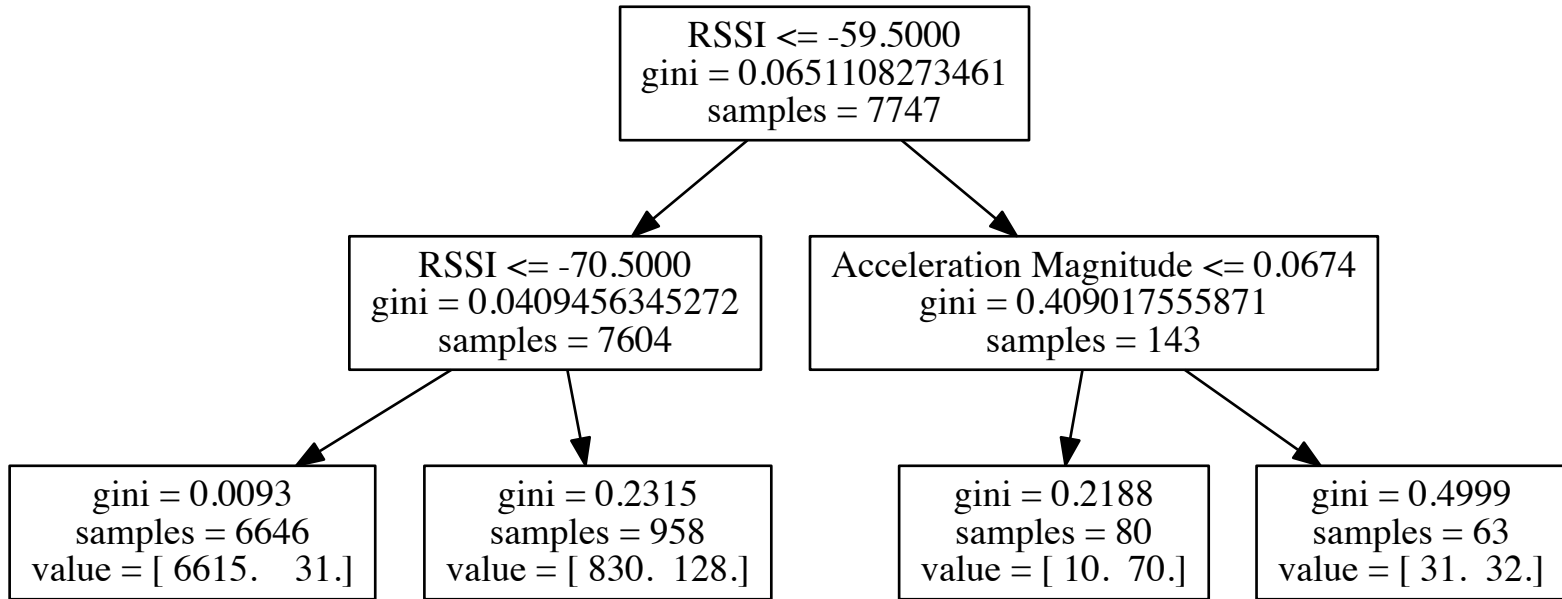 RSSI <= -59.5000
gini = 0.0651108273461
samples = 7747
RSSI <= -70.5000
gini = 0.0409456345272
samples = 7604
Acceleration Magnitude <= 0.0674
gini = 0.409017555871
samples = 143
gini = 0.0093
samples = 6646
value = [ 6615.    31.]
gini = 0.2315
samples = 958
value = [ 830.  128.]
gini = 0.2188
samples = 80
value = [ 10.  70.]
gini = 0.4999
samples = 63
value = [ 31.  32.]